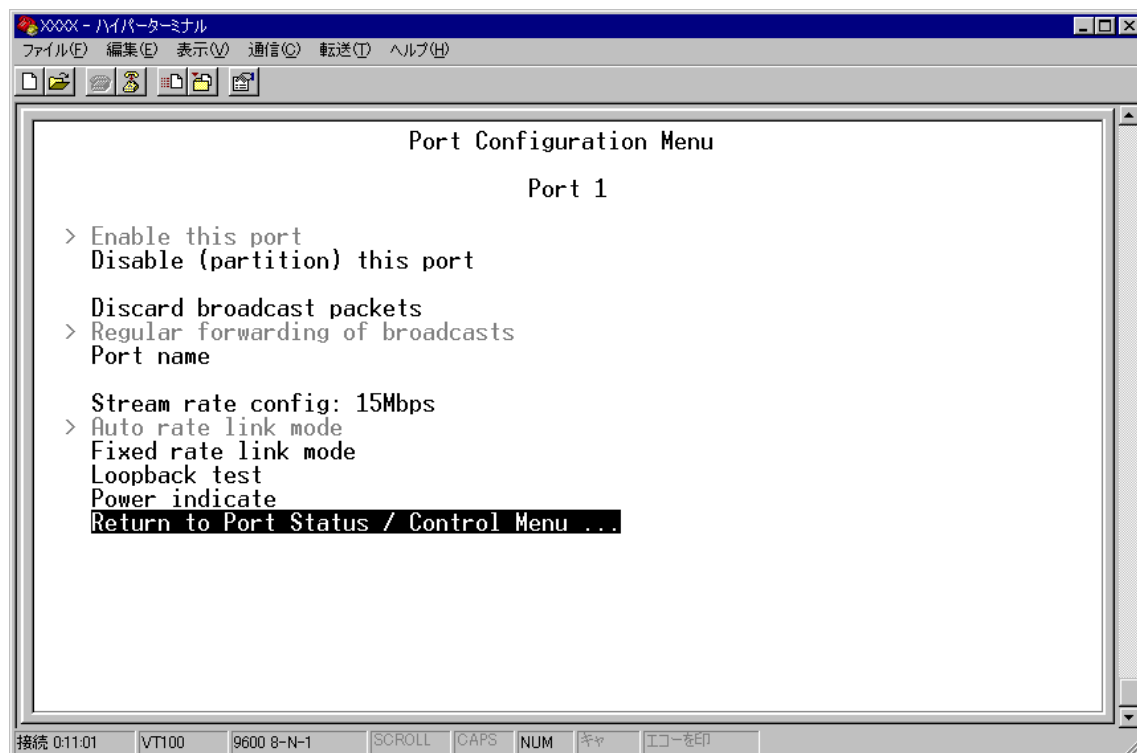 XXXX - ハイパーターミナル
ファイル(F) 編集(E) 表示(V) 通信(C) 転送(T) ヘルプ(H)
Port Configuration Menu
Port 1
> Enable this port
Disable (partition) this port
Discard broadcast packets
> Regular forwarding of broadcasts
Port name
Stream rate config: 15Mbps
> Auto rate link mode
Fixed rate link mode
Loopback test
Power indicate
Return to Port Status / Control Menu ...
接続 0:11:01 VT100 9600 8-N-1 SCROLL CAPS NUM キャ エコーを印